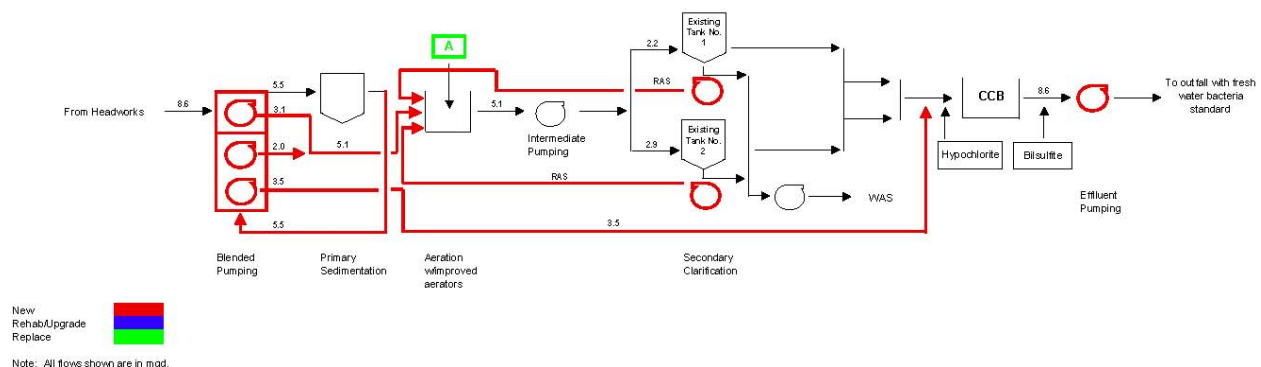 A
Existing
Tank No.
1
2.2
RAS
5.5
3.1
8.6
From Headworks
5.1
5.1
Intermediate
Pumping
2.0
3.5
5.5
2.9
Existing
Tank No.
2
RAS
WAS
3.5
CCB
8.6
Hypochlorite
Bilsulfite
To outfall with fresh
water bacteria
standard
Effluent
Pumping
Blended
Pumping
Primary
Sedimentation
Aeration
w/improved
aerators
Secondary
Clarification
New
Rehab/Upgrade
Replace
Note: All flows shown are in mgd.